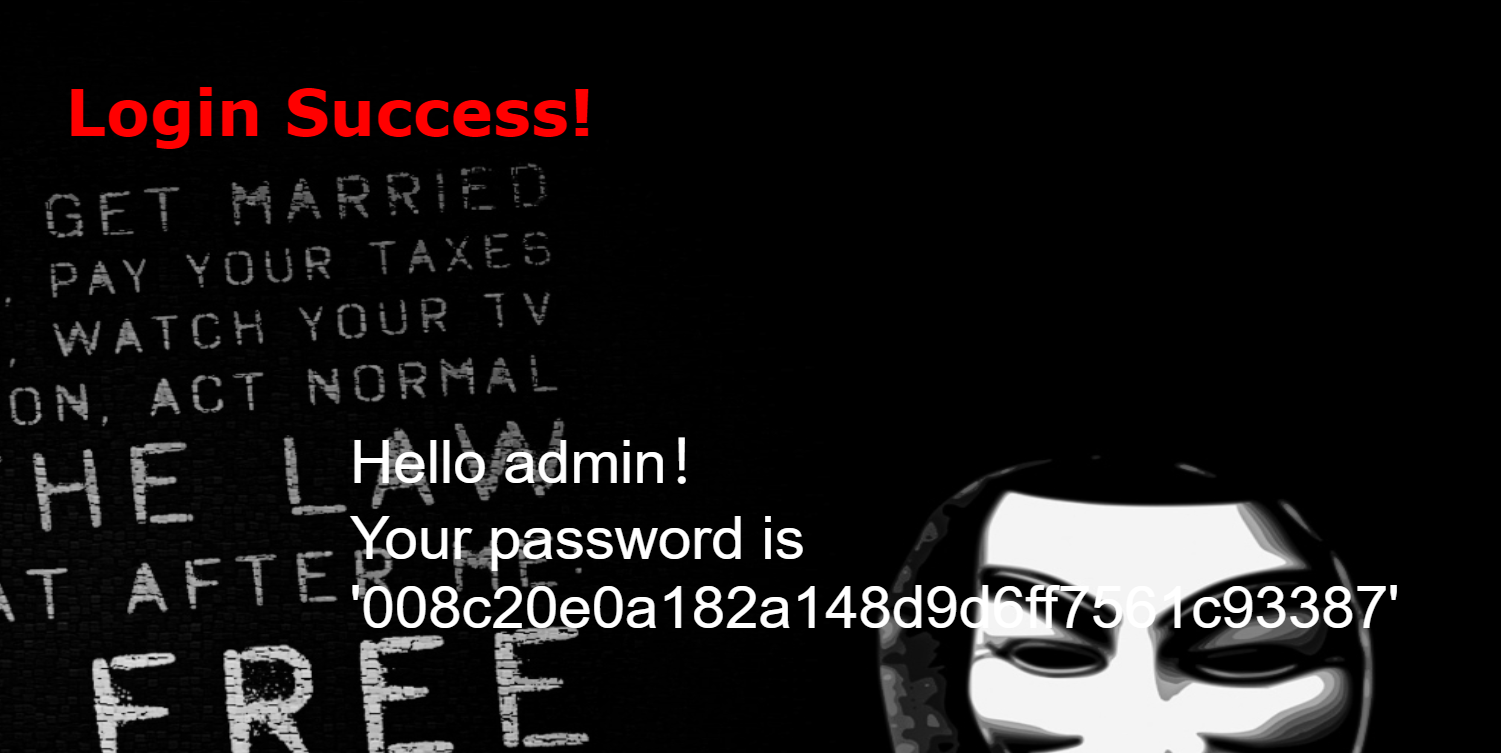 Login Success!
GET MARRIED
, PAY YOUR TAXES
, WATCH YOUR TV
ON, ACT NORMAL
HE LAW
AT AFTER ME.
FREE
Hello admin！
Your password is
'008c20e0a182a148d9d6ff7561c93387'